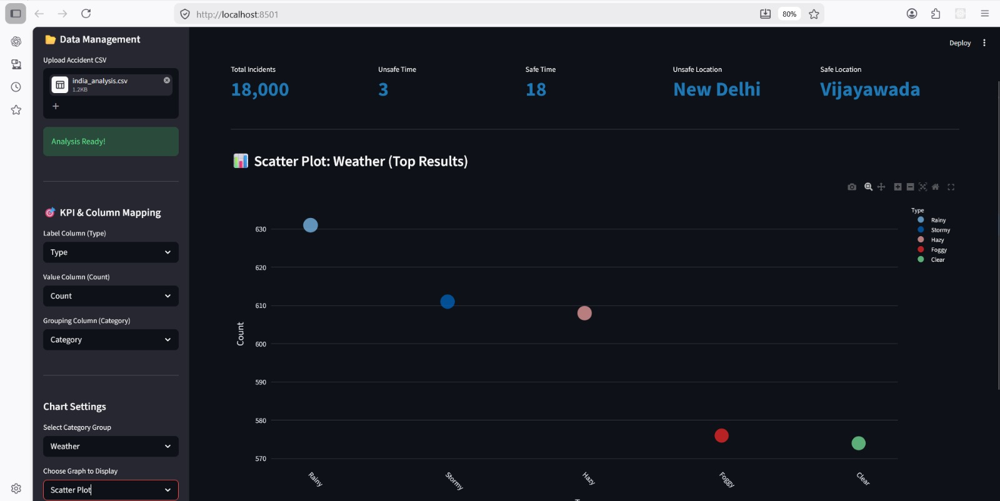 http://localhost:8501
80%
Data Management
Upload Accident CSV
india_analysis.csv
1.2KB
Analysis Ready!
KPI & Column Mapping
Label Column (Type)
Type
Value Column (Count)
Count
Grouping Column (Category)
Category
Chart Settings
Select Category Group
Weather
Choose Graph to Display
Scatter Plot
Deploy
Total Incidents
18,000
Unsafe Time
3
Safe Time
18
Unsafe Location
New Delhi
Safe Location
Vijayawada
Scatter Plot: Weather (Top Results)
Type
Rainy
Stormy
Hazy
Foggy
Clear
Count
630
620
610
600
590
580
570
Rainy
Stormy
Hazy
Foggy
Clear